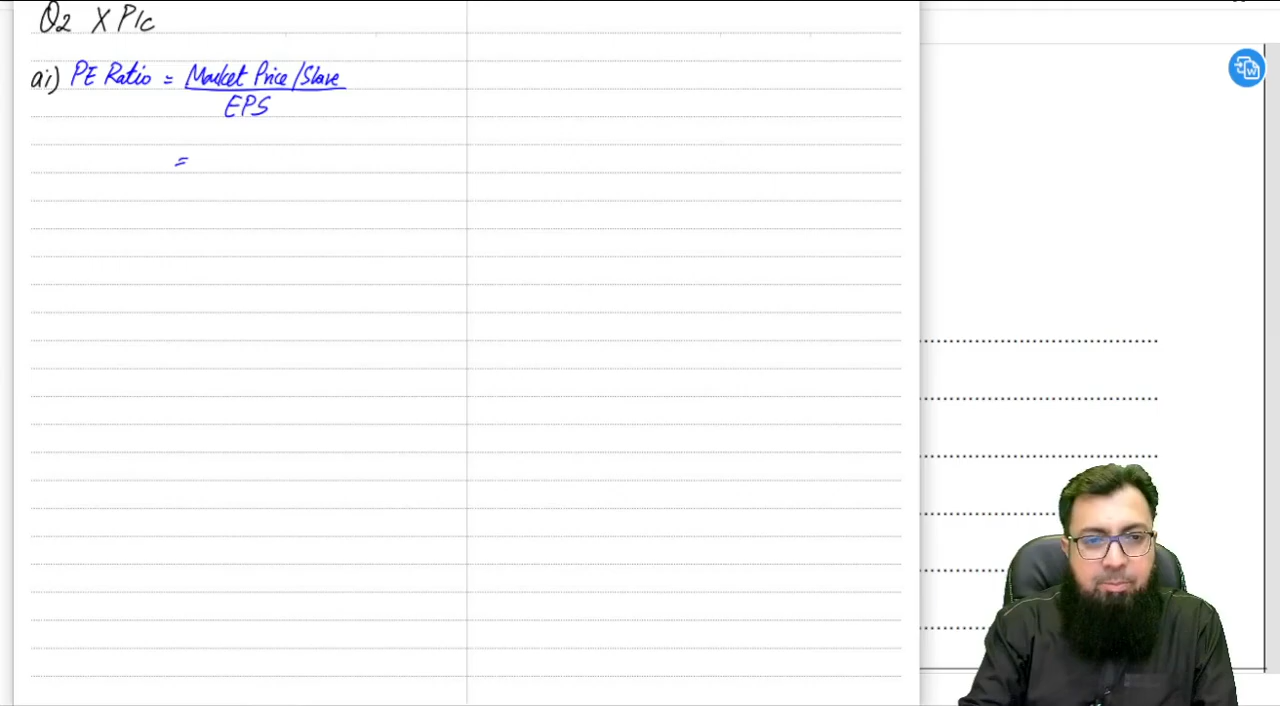 Q2 X Plc
ai) PE Ratio = Market Price/Share
EPS
=